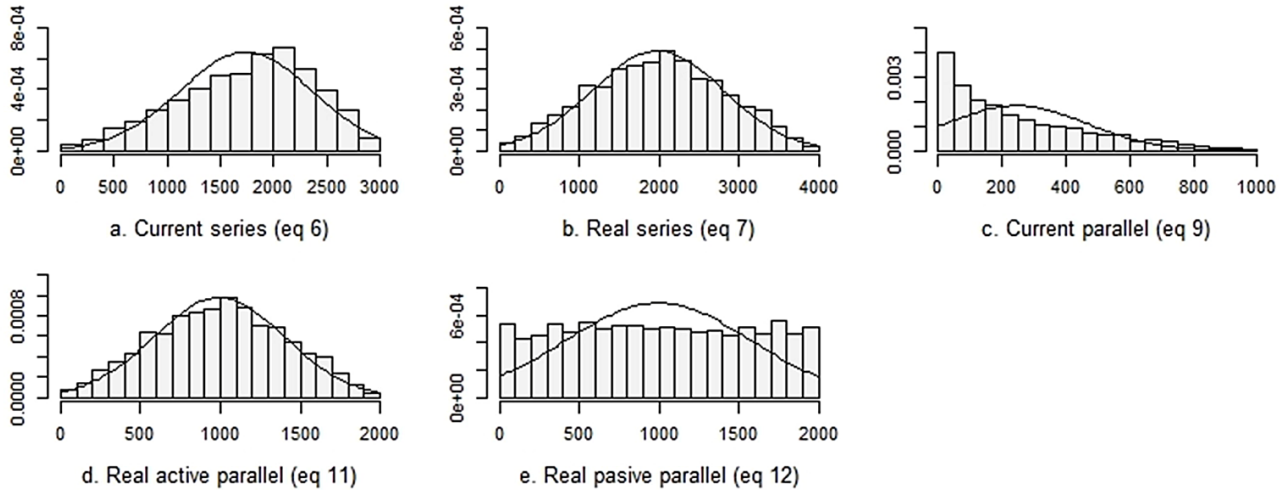 8e-04
4e-04
0e+00
0 500 1000 1500 2000 2500 3000
a. Current series (eq 6)
6e-04
3e-04
0e+00
0 1000 2000 3000 4000
b. Real series (eq 7)
0.003
0.000
0 200 400 600 800 1000
c. Current parallel (eq 9)
0.0008
0.0000
0 500 1000 1500 2000
d. Real active parallel (eq 11)
6e-04
0e+00
0 500 1000 1500 2000
e. Real pasive parallel (eq 12)